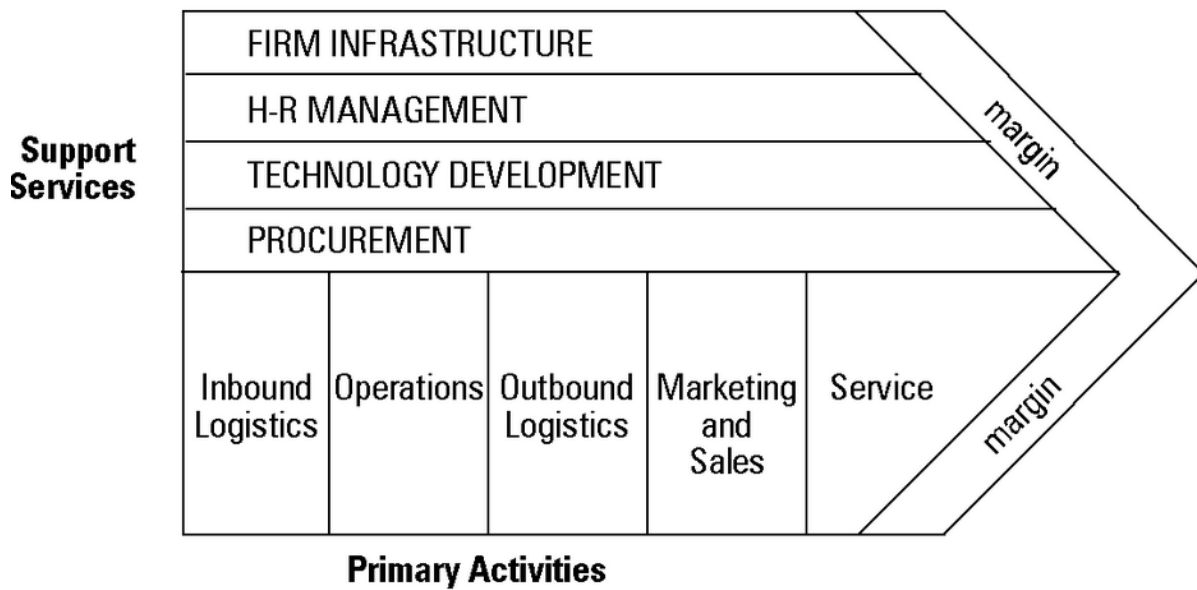 FIRM INFRASTRUCTURE
H-R MANAGEMENT
TECHNOLOGY DEVELOPMENT
PROCUREMENT
Support
Services
margin
margin
Inbound
Logistics
Operations
Outbound
Logistics
Marketing
and
Sales
Service
Primary Activities